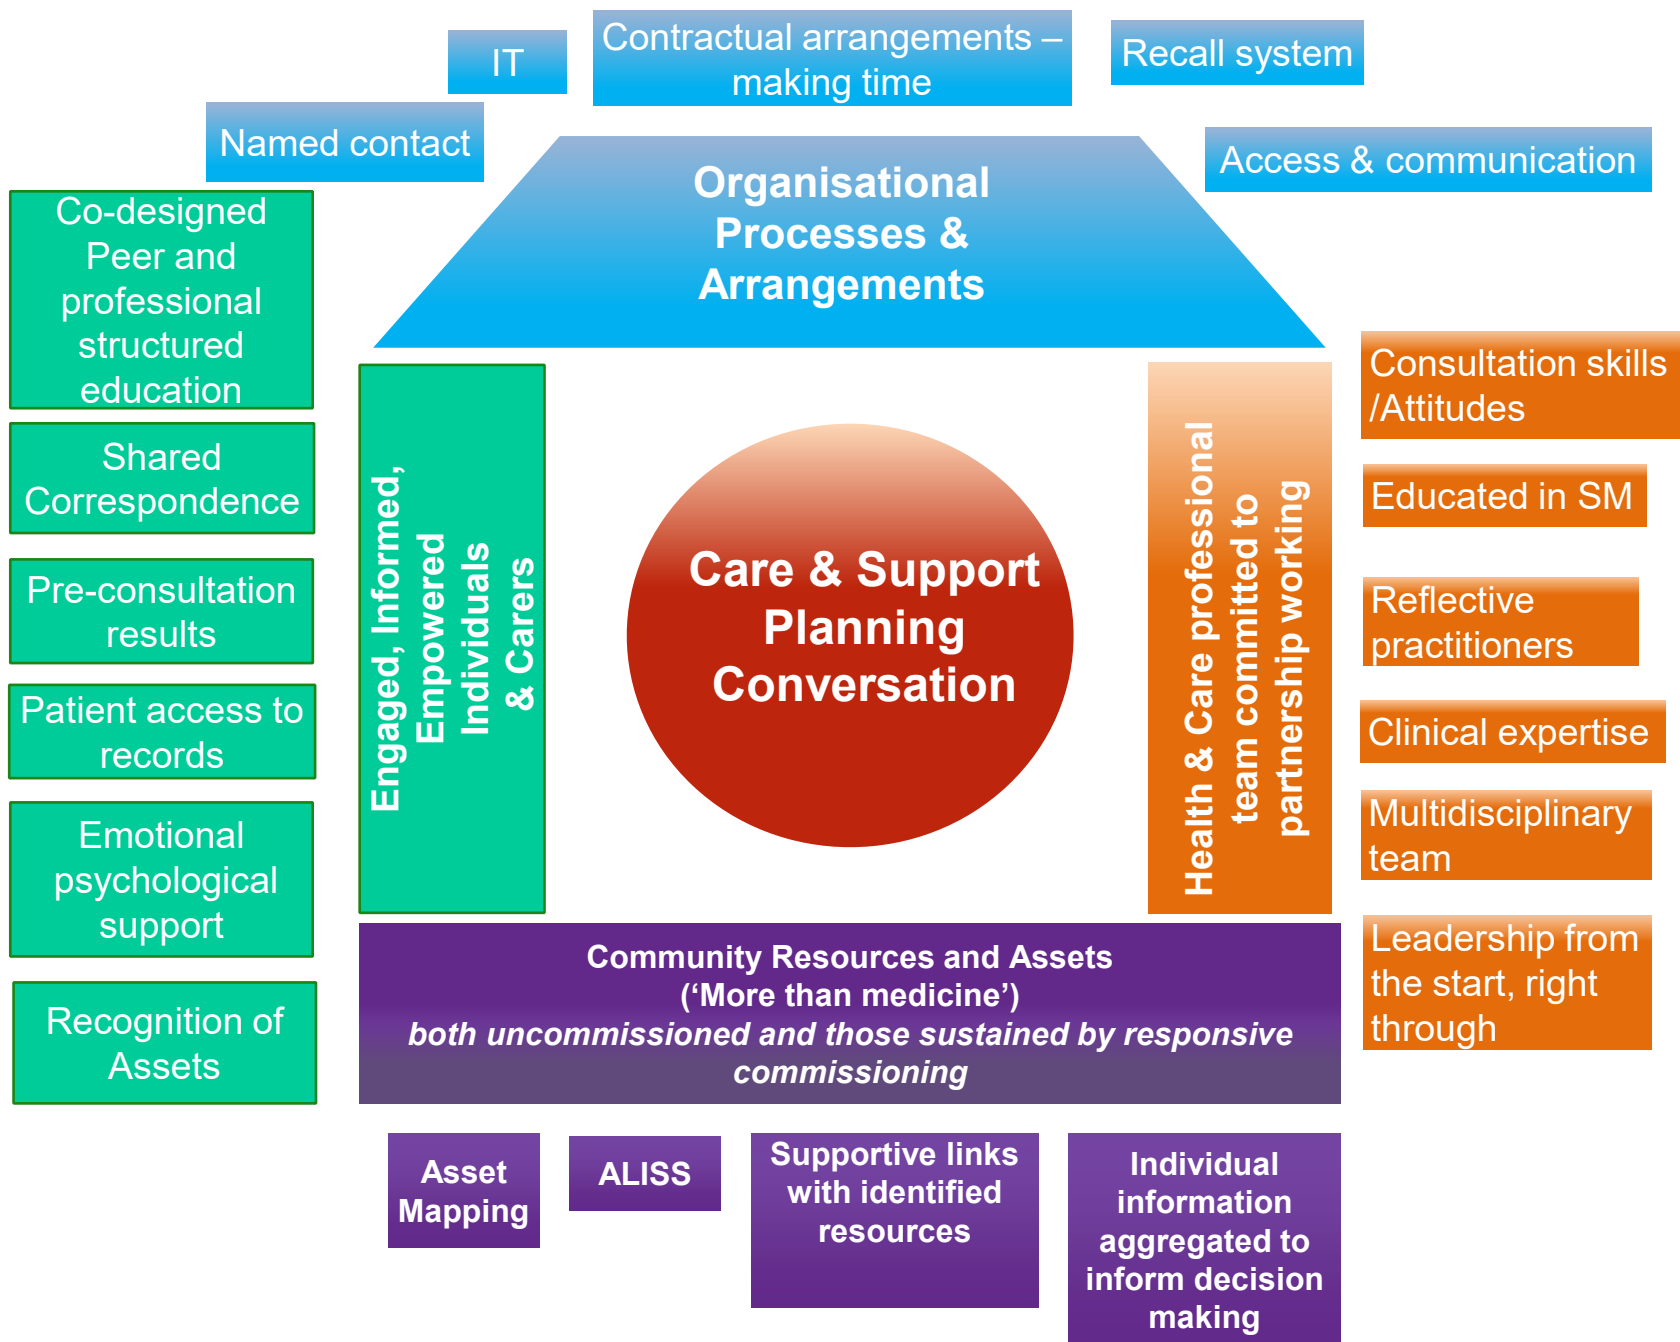 IT
Contractual arrangements –
making time
Recall system
Named contact
Access & communication
Organisational
Processes &
Arrangements
Co-designed
Peer and
professional
structured
education
Shared
Correspondence
Pre-consultation
results
Patient access to
records
Emotional
psychological
support
Recognition of
Assets
Engaged, Informed,
Empowered
Individuals
& Carers
Care & Support
Planning
Conversation
Health & Care professional
team committed to
partnership working
Consultation skills
/Attitudes
Educated in SM
Reflective
practitioners
Clinical expertise
Multidisciplinary
team
Leadership from
the start, right
through
Community Resources and Assets
(‘More than medicine’)
both uncommissioned and those sustained by responsive
commissioning
Asset
Mapping
ALISS
Supportive links
with identified
resources
Individual
information
aggregated to
inform decision
making